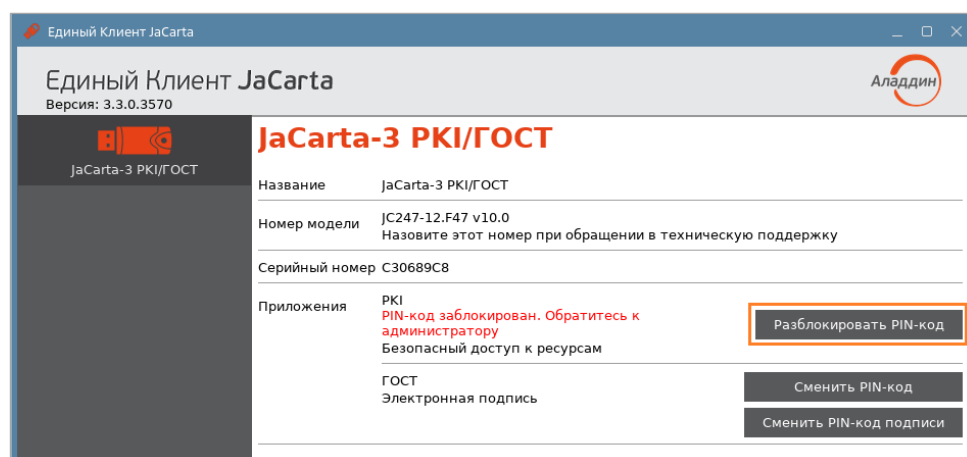 Единый Клиент JaCarta
Единый Клиент JaCarta
Версия: 3.3.0.3570
Аладдин
JaCarta-3 PKI/ГОСТ
JaCarta-3 PKI/ГОСТ
Название JaCarta-3 PKI/ГОСТ
Номер модели JC247-12.F47 v10.0
Назовите этот номер при обращении в техническую поддержку
Серийный номер C30689C8
Приложения PKI
PIN-код заблокирован. Обратитесь к
администратору
Разблокировать PIN-код
Безопасный доступ к ресурсам
ГОСТ
Электронная подпись
Сменить PIN-код
Сменить PIN-код подписи